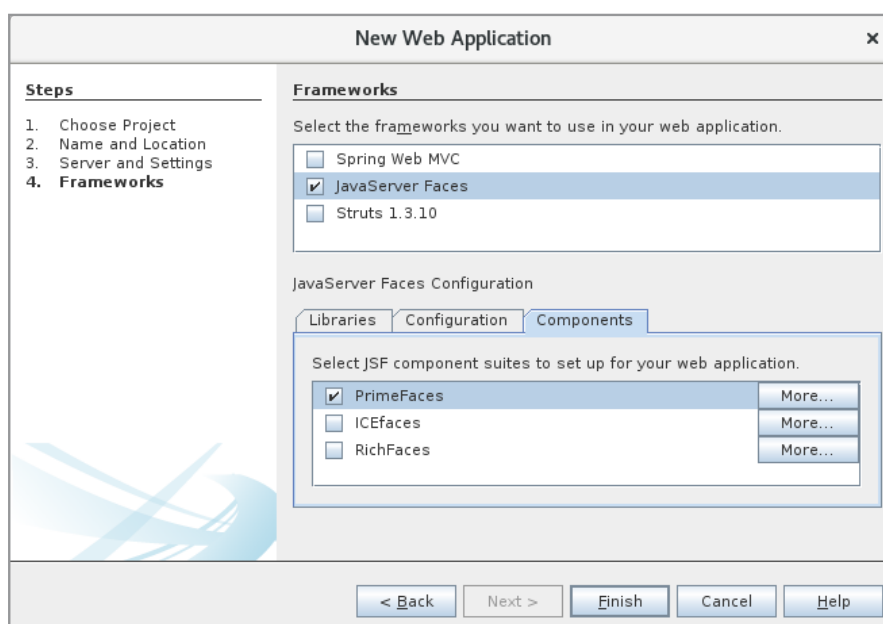 New Web Application
×
Steps
1. Choose Project
2. Name and Location
3. Server and Settings
4. Frameworks
Frameworks
Select the frameworks you want to use in your web application.
Spring Web MVC
JavaServer Faces
Struts 1.3.10
JavaServer Faces Configuration
Libraries Configuration Components
Select JSF component suites to set up for your web application.
PrimeFaces More...
ICEfaces More...
RichFaces More...
< Back Next > Finish Cancel Help